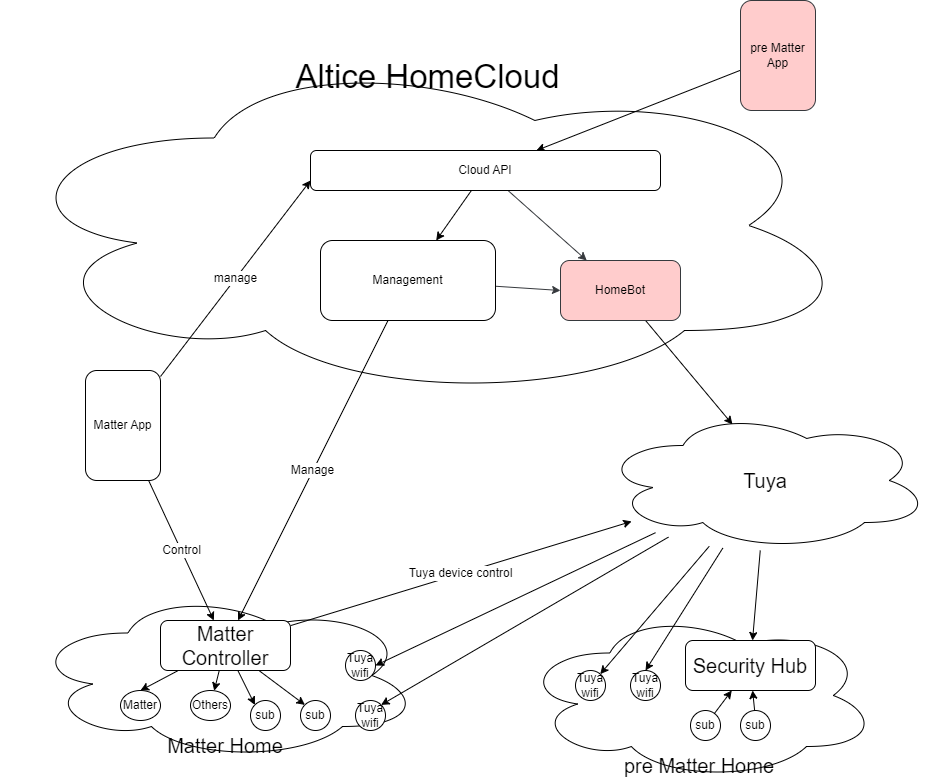 pre Matter
App
Altice HomeCloud
Cloud API
manage
Management
HomeBot
Matter App
Manage
Tuya
Control
Tuya device control
Matter
Controller
Tuya
wifi
Tuya
wifi
Matter
Others
sub
sub
Matter Home
Tuya
wifi
Tuya
wifi
Security Hub
sub
sub
pre Matter Home